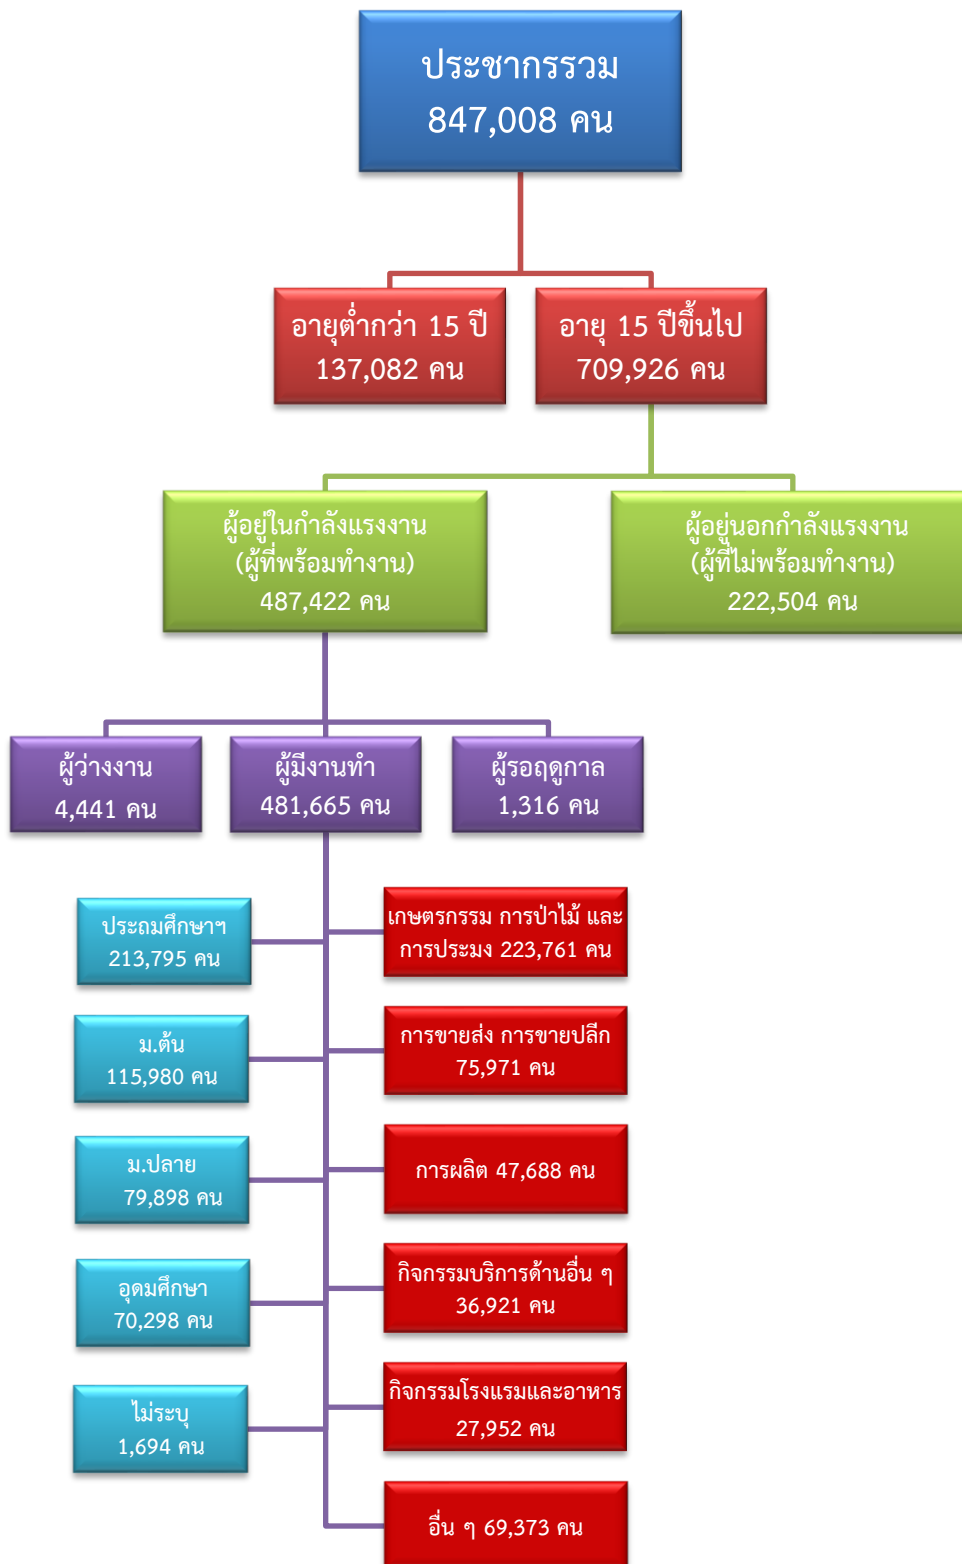 ประชากรรวม
847,008 คน
อายุต่ำกว่า 15 ปี
137,082 คน
อายุ 15 ปีขึ้นไป
709,926 คน
ผู้อยู่ในกำลังแรงงาน
(ผู้ที่พร้อมทำงาน)
487,422 คน
ผู้อยู่นอกกำลังแรงงาน
(ผู้ที่ไม่พร้อมทำงาน)
222,504 คน
ผู้ว่างงาน
4,441 คน
ผู้มีงานทำ
481,665 คน
ผู้รอฤดูกาล
1,316 คน
ประถมศึกษาฯ
213,795 คน
ม.ต้น
115,980 คน
ม.ปลาย
79,898 คน
อุดมศึกษา
70,298 คน
ไม่ระบุ
1,694 คน
เกษตรกรรม การป่าไม้ และ
การประมง 223,761 คน
การขายส่ง การขายปลีก
75,971 คน
การผลิต 47,688 คน
กิจกรรมบริการด้านอื่น ๆ
36,921 คน
กิจกรรมโรงแรมและอาหาร
27,952 คน
อื่น ๆ 69,373 คน